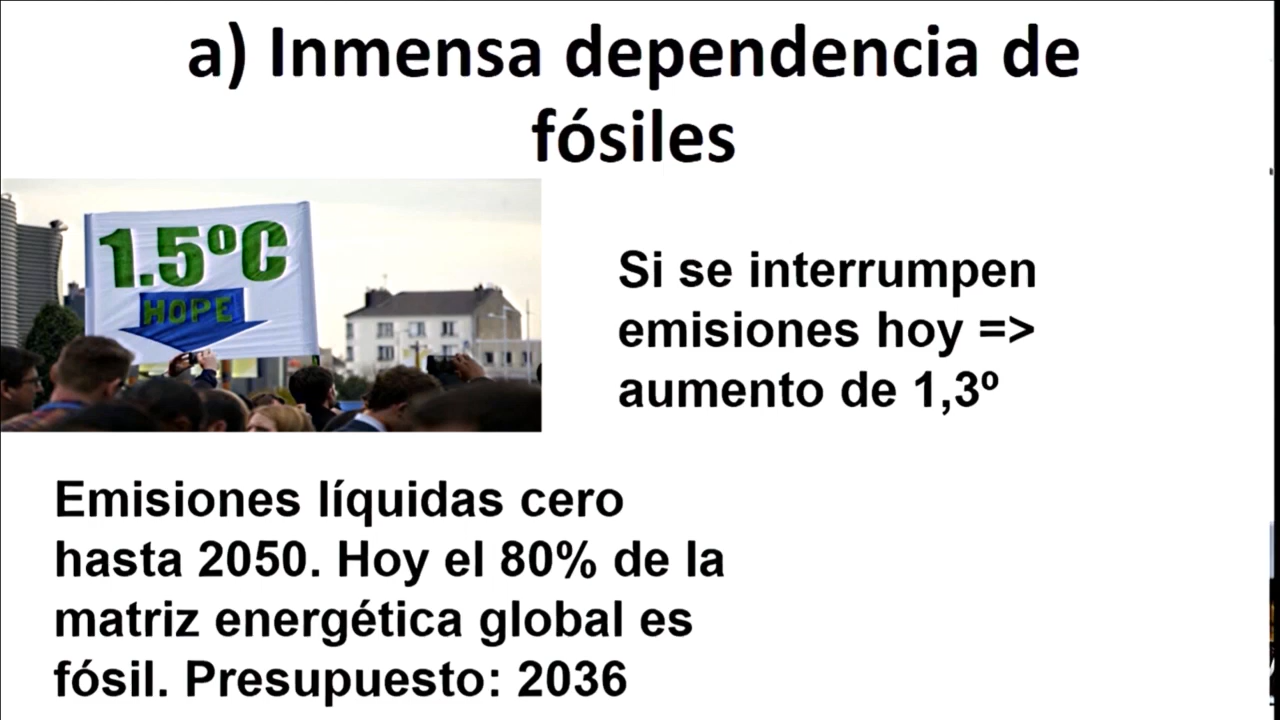 a) Inmensa dependencia de
fósiles
1.5ºC
HOPE
Si se interrumpen
emisiones hoy =>
aumento de 1,3º
Emisiones líquidas cero
hasta 2050. Hoy el 80% de la
matriz energética global es
fósil. Presupuesto: 2036